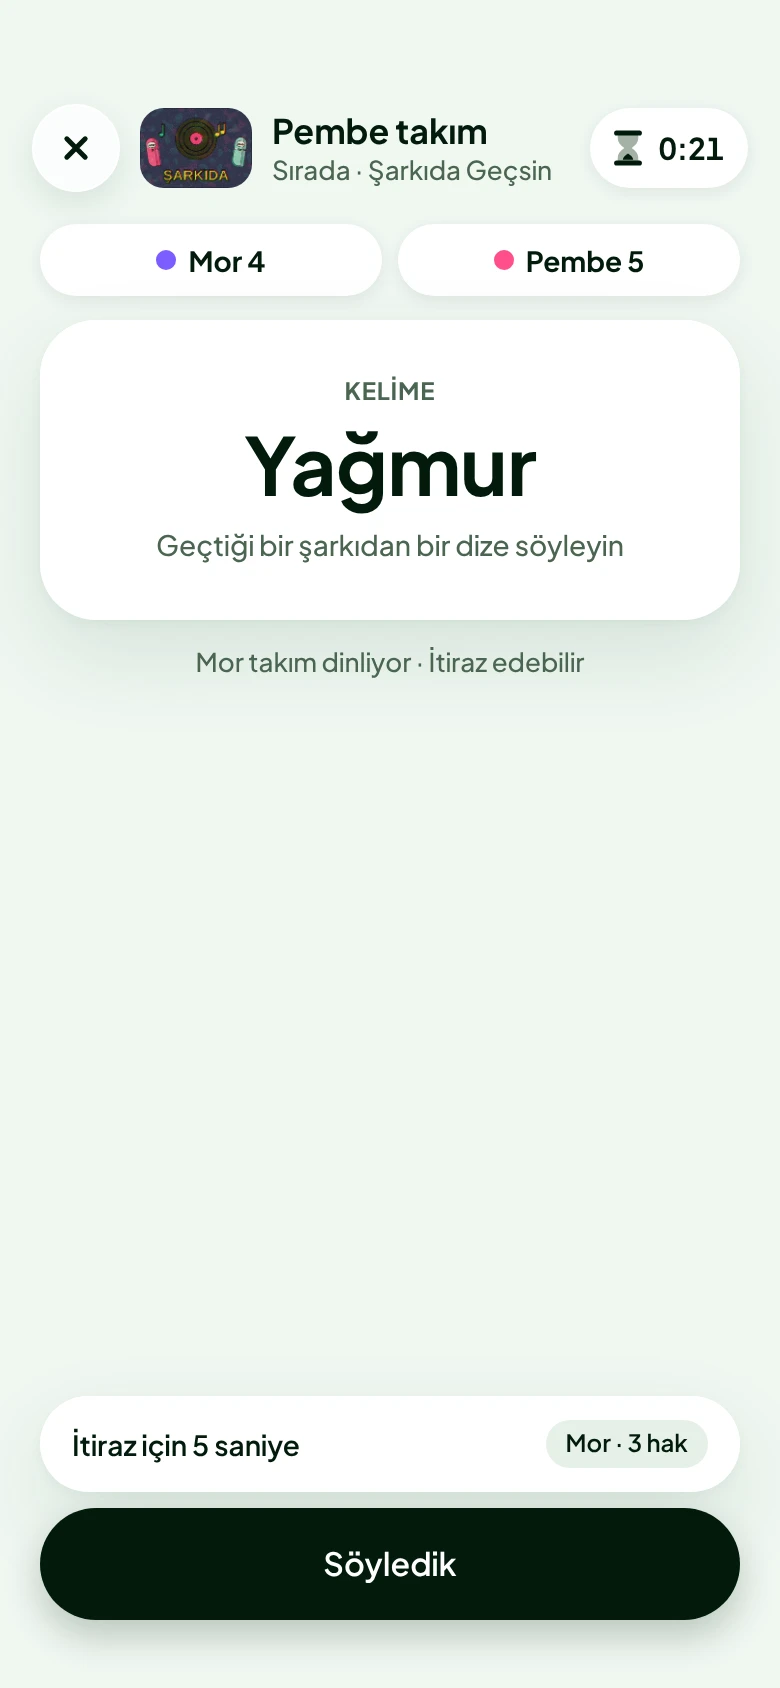 SARKIDA
Pembe takım
Sırada · Şarkıda Geçsin
0:21
Mor 4
Pembe 5
KELİME
Yağmur
Geçtiği bir şarkıdan bir dize söyleyin
Mor takım dinliyor · İtiraz edebilir
İtiraz için 5 saniye
Mor · 3 hak
Söyledik